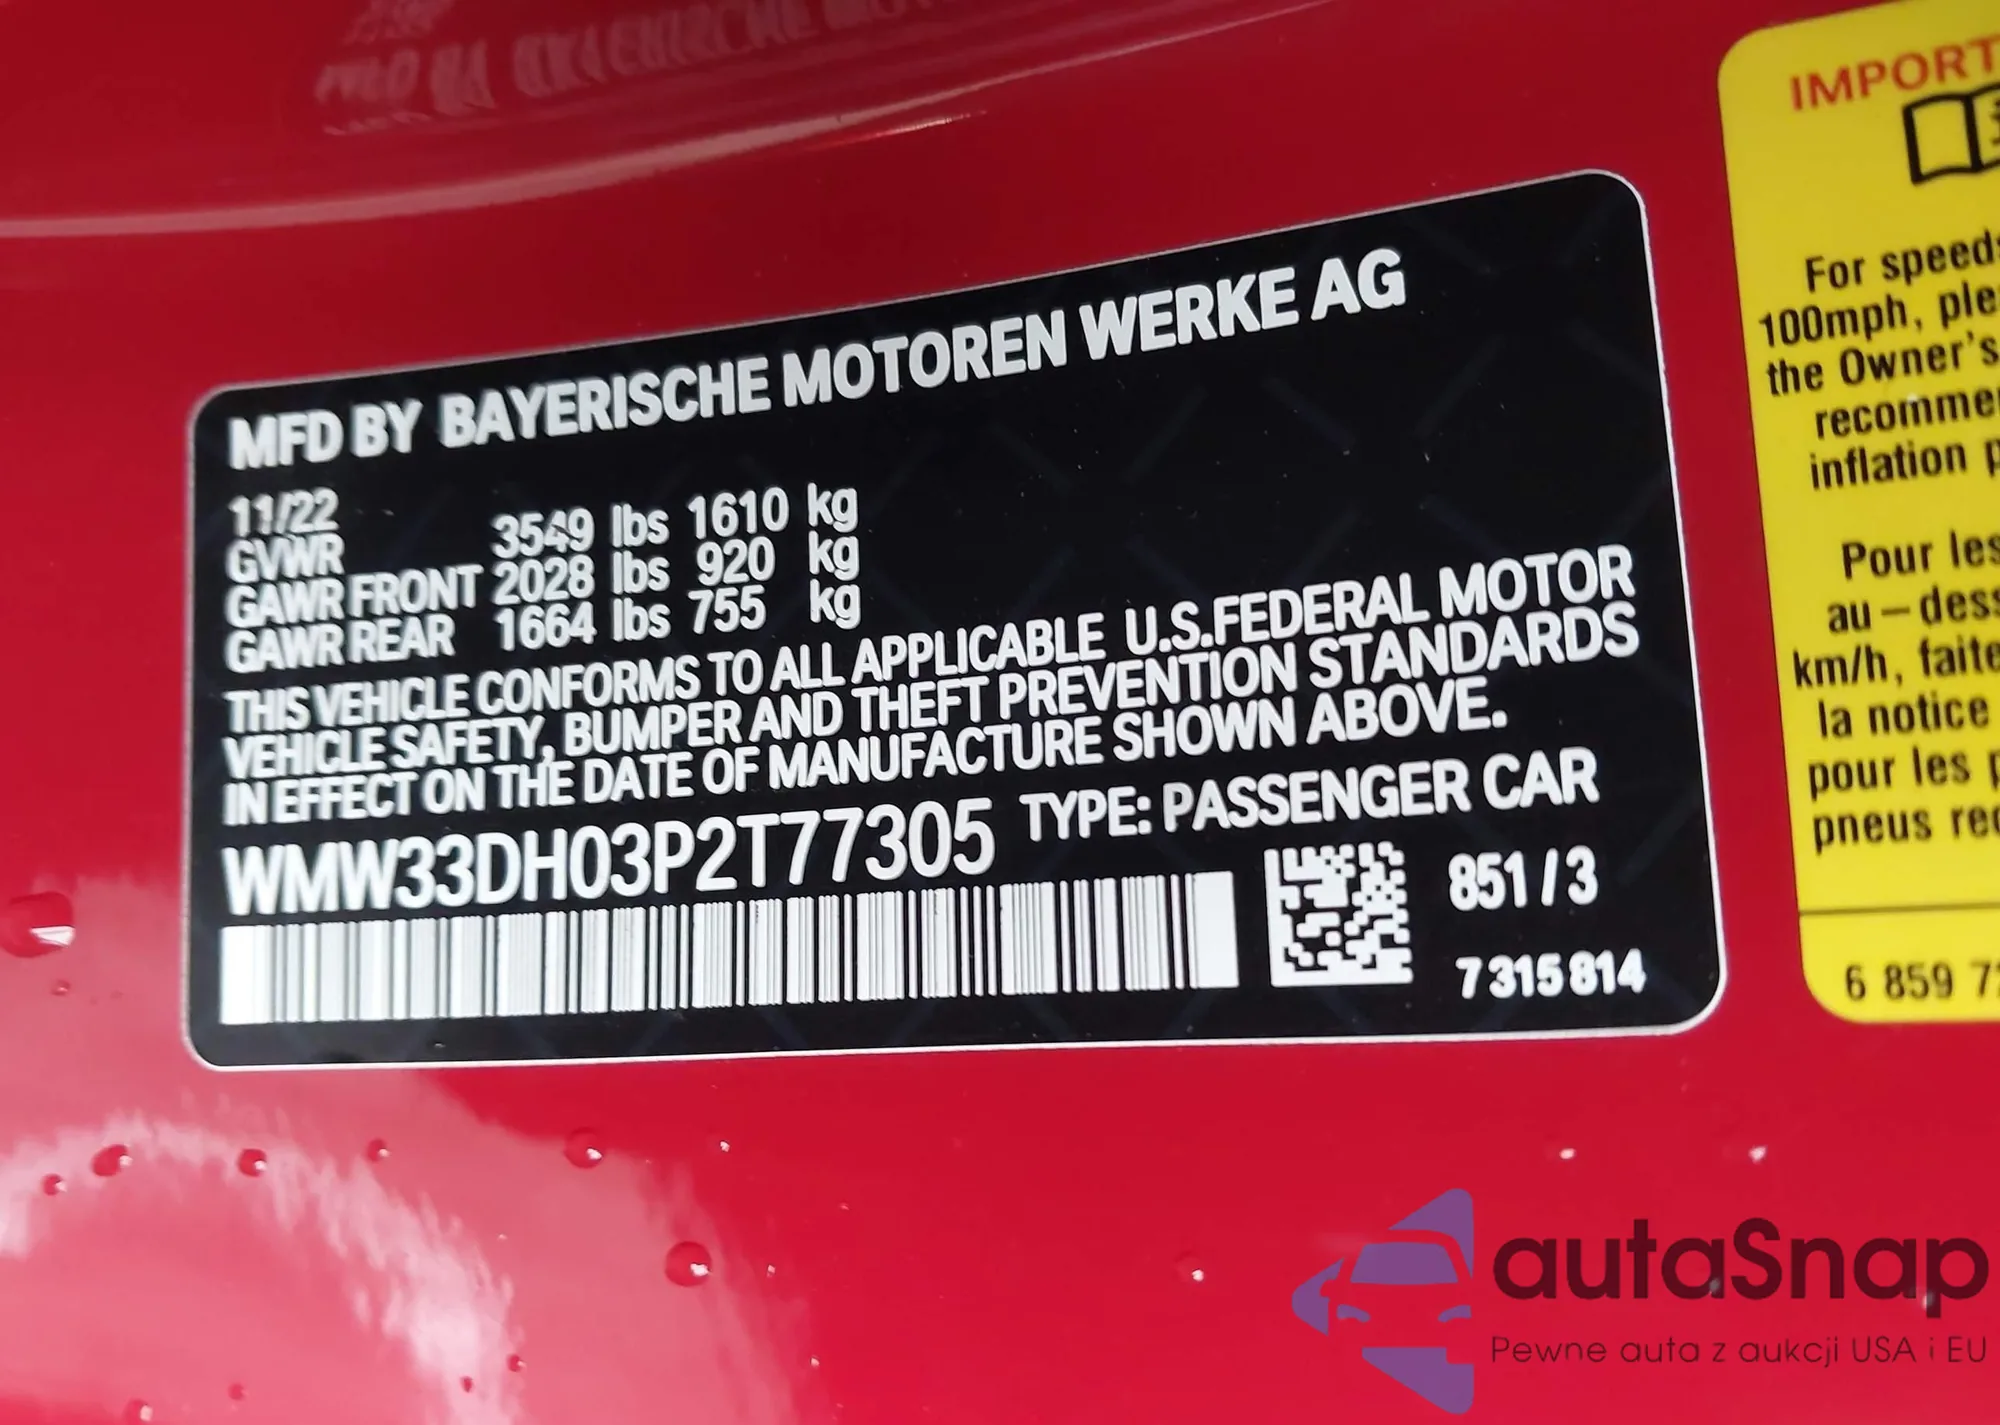 MFD BY BAYERISCHE MOTOREN WERKE AG
11/22
GVWR 3549 lbs 1610 kg
GAWR FRONT 2028 lbs 920 kg
GAWR REAR 1664 lbs 755 kg
THIS VEHICLE CONFORMS TO ALL APPLICABLE U.S.FEDERAL MOTOR
VEHICLE SAFETY, BUMPER AND THEFT PREVENTION STANDARDS
IN EFFECT ON THE DATE OF MANUFACTURE SHOWN ABOVE.
WMW33DH03P2T77305 TYPE: PASSENGER CAR
851 / 3
7 315 814
IMPORT
For speeds
100mph, ple
the Owner's
recomme
inflation p
Pour les
au – dess
km/h, faite
la notice
pour les p
pneus rec
6 859 7
autaSnap
Pewne auta z aukcji USA i EU